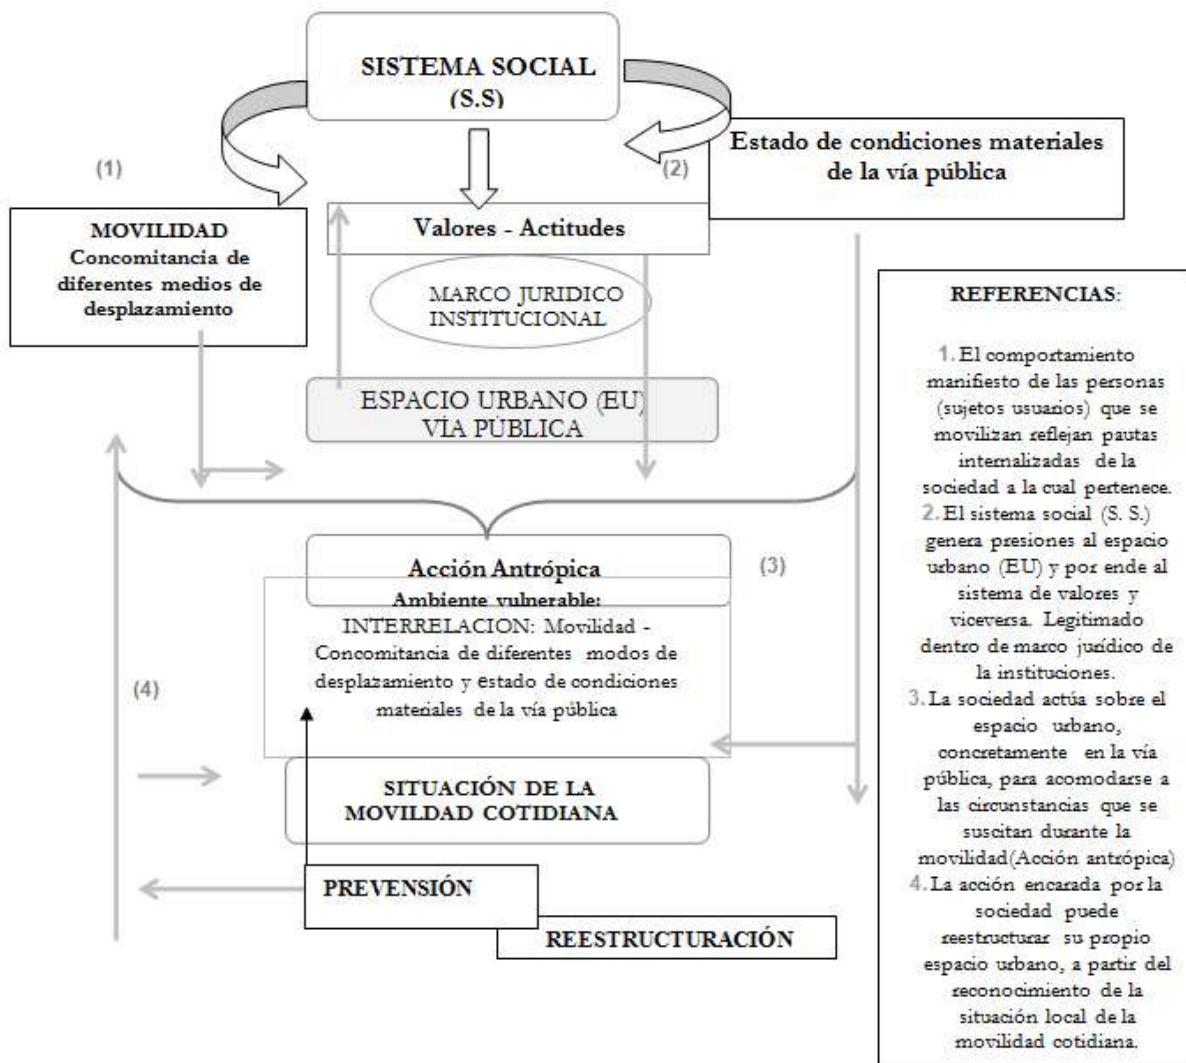 SISTEMA SOCIAL
(S.S)
Estado de condiciones materiales
de la vía pública
(1)
(2)
MOVILIDAD
Concomitancia de
diferentes medios de
desplazamiento
Valores - Actitudes
MARCO JURIDICO
INSTITUCIONAL
ESPACIO URBANO (EU)
VÍA PÚBLICA
Acción Antrópica
(3)
Ambiente vulnerable:
INTERRELACION: Movilidad -
Concomitancia de diferentes modos de
desplazamiento y estado de condiciones
materiales de la vía pública
(4)
SITUACIÓN DE LA
MOVILDAD COTIDIANA
PREVENSIÓN
REESTRUCTURACIÓN
REFERENCIAS:
1. El comportamiento
manifiesto de las personas
(sujetos usuarios) que se
movilizan reflejan pautas
internalizadas de la
sociedad a la cual pertenece.
2. El sistema social (S. S.)
genera presiones al espacio
urbano (EU) y por ende al
sistema de valores y
viceversa. Legitimado
dentro de marco jurídico de
la instituciones.
3. La sociedad actúa sobre el
espacio urbano,
concretamente en la vía
pública, para acomodarse a
las circunstancias que se
suscitan durante la
movilidad(Acción antrópica)
4. La acción encarada por la
sociedad puede
reestructurar su propio
espacio urbano, a partir del
reconocimiento de la
situación local de la
movilidad cotidiana.